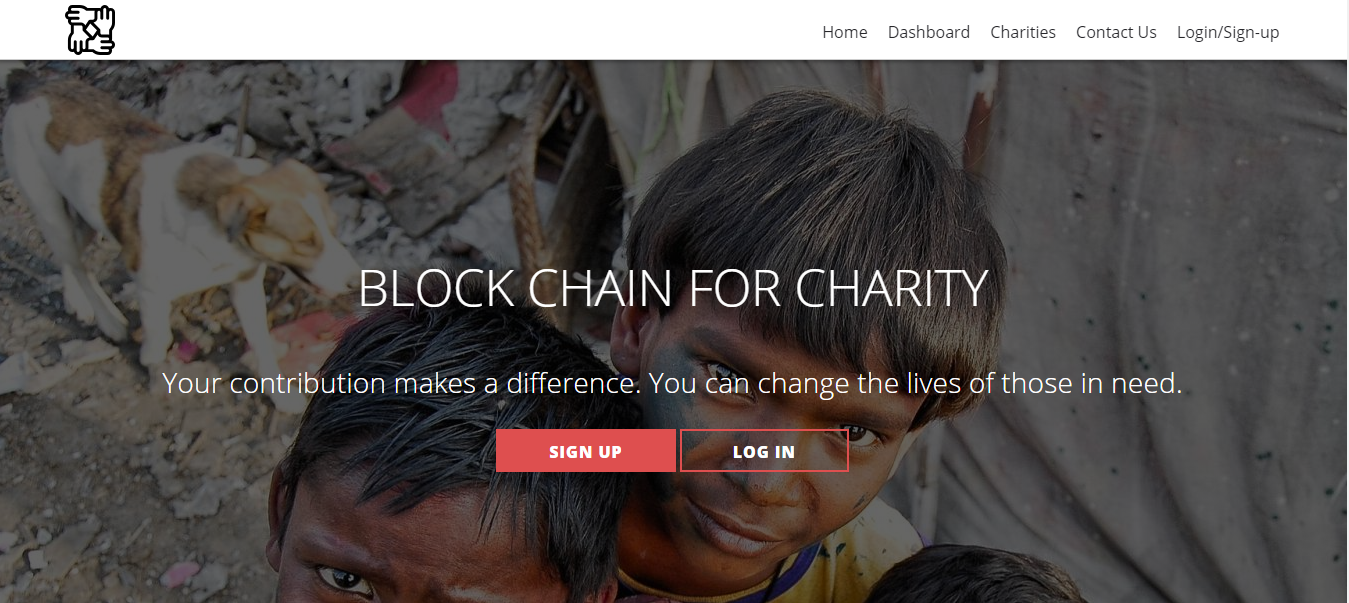 Home Dashboard Charities Contact Us Login/Sign-up
BLOCK CHAIN FOR CHARITY
Your contribution makes a difference. You can change the lives of those in need.
SIGN UP LOG IN